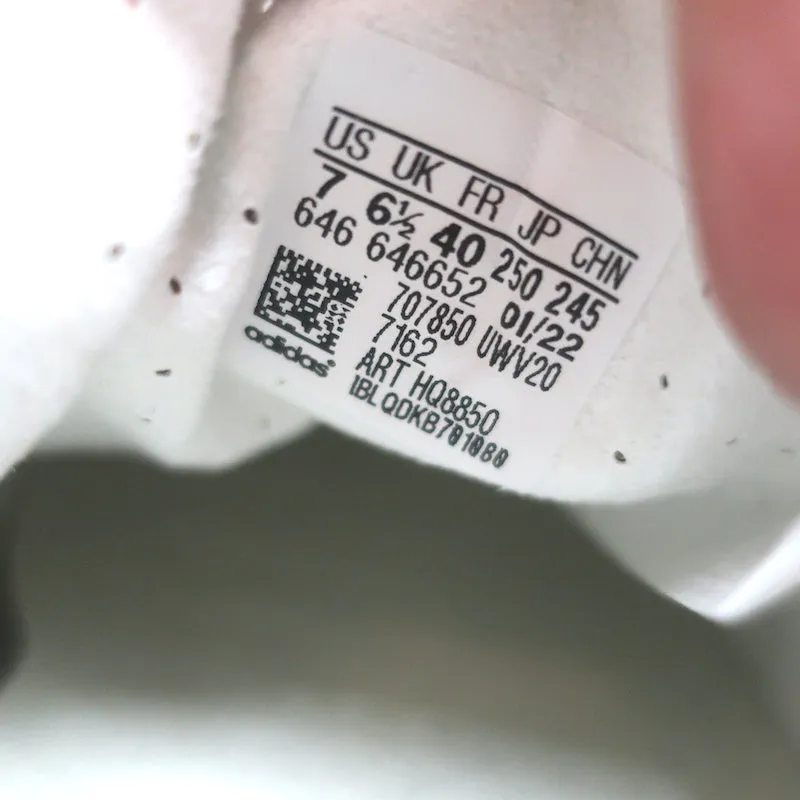 US UK FR JP CHN
7 6½ 40 250 245
646 646652 01/22
707850 UWV20
7162
adidas
ART HQ8850
1BLQDKB701080